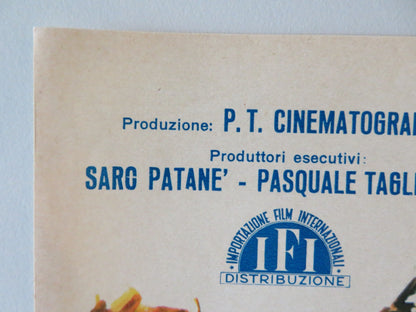 Produzione: P. T. CINEMATOGRA
Produttori esecutivi:
SARO PATANE' - PASQUALE TAGL
IMPORTAZIONE FILM INTERNAZIONALI
IFI
DISTRIBUZIONE